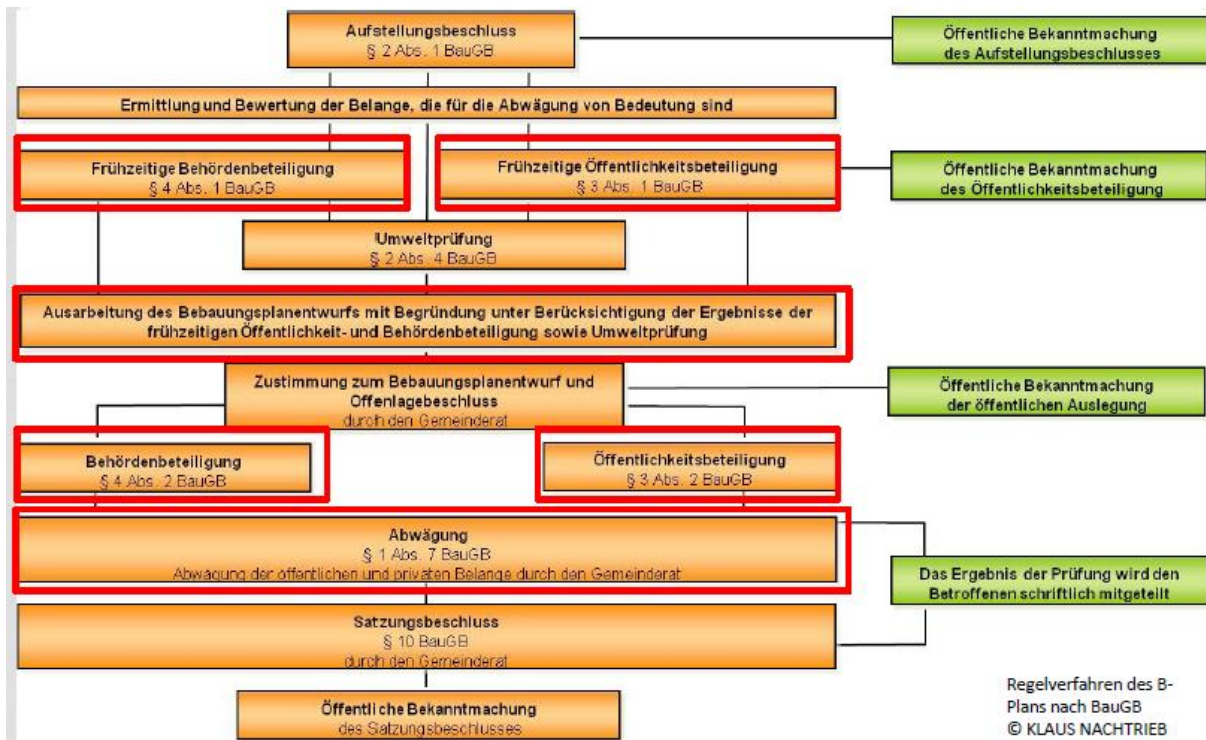 Aufstellungsbeschluss
§ 2 Abs. 1 BauGB
Öffentliche Bekanntmachung
des Aufstellungsbeschlusses
Ermittlung und Bewertung der Belange, die für die Abwägung von Bedeutung sind
Frühzeitige Behördenbeteiligung
§ 4 Abs. 1 BauGB
Frühzeitige Öffentlichkeitsbeteiligung
§ 3 Abs. 1 BauGB
Öffentliche Bekanntmachung
des Öffentlichkeitsbeteiligung
Umweltprüfung
§ 2 Abs. 4 BauGB
Ausarbeitung des Bebauungsplanentwurfs mit Begründung unter Berücksichtigung der Ergebnisse der
frühzeitigen Öffentlichkeit- und Behördenbeteiligung sowie Umweltprüfung
Zustimmung zum Bebauungsplanentwurf und
Offenlagebeschluss
durch den Gemeinderat
Öffentliche Bekanntmachung
der öffentlichen Auslegung
Behördenbeteiligung
§ 4 Abs. 2 BauGB
Öffentlichkeitsbeteiligung
§ 3 Abs. 2 BauGB
Abwägung
§ 1 Abs. 7 BauGB
Abwägung der öffentlichen und privaten Belange durch den Gemeinderat
Das Ergebnis der Prüfung wird den
Betroffenen schriftlich mitgeteilt
Satzungsbeschluss
§ 10 BauGB
durch den Gemeinderat
Öffentliche Bekanntmachung
des Satzungsbeschlusses
Regelverfahren des B-
Plans nach BauGB
© KLAUS NACHTRIEB